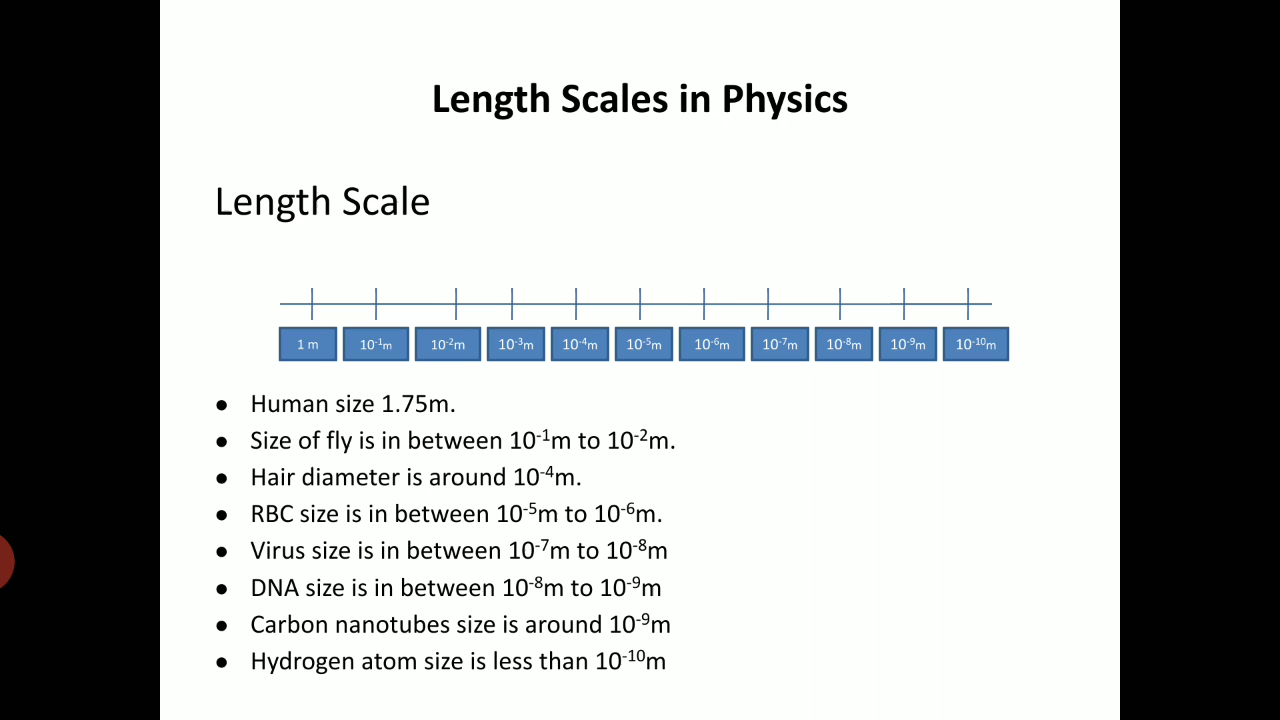 Length Scales in Physics
Length Scale
1 m 10⁻¹m 10⁻²m 10⁻³m 10⁻⁴m 10⁻⁵m 10⁻⁶m 10⁻⁷m 10⁻⁸m 10⁻⁹m 10⁻¹⁰m
● Human size 1.75m.
● Size of fly is in between 10⁻¹m to 10⁻²m.
● Hair diameter is around 10⁻⁴m.
● RBC size is in between 10⁻⁵m to 10⁻⁶m.
● Virus size is in between 10⁻⁷m to 10⁻⁸m
● DNA size is in between 10⁻⁸m to 10⁻⁹m
● Carbon nanotubes size is around 10⁻⁹m
● Hydrogen atom size is less than 10⁻¹⁰m